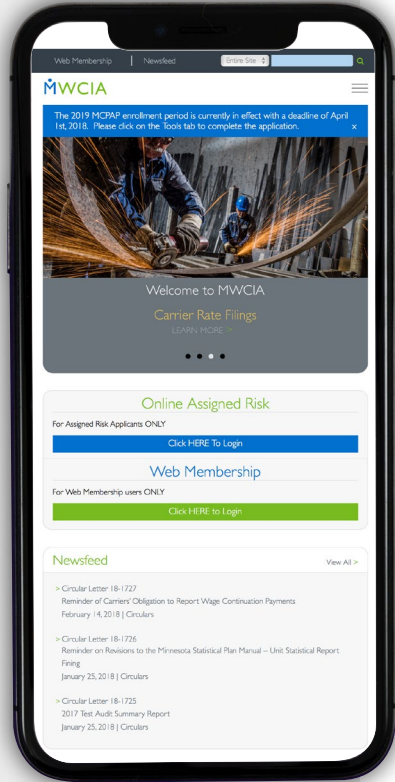 Web Membership
Newsfeed
Entire Site
MWCIA
The 2019 MCPAP enrollment period is currently in effect with a deadline of April
1st, 2018. Please click on the Tools tab to complete the application.
x
Welcome to MWCIA
Carrier Rate Filings
LEARN MORE >
Online Assigned Risk
For Assigned Risk Applicants ONLY
Click HERE To Login
Web Membership
For Web Membership users ONLY
Click HERE to Login
Newsfeed
View All >
> Circular Letter 18-1727
Reminder of Carriers' Obligation to Report Wage Continuation Payments
February 14, 2018 | Circulars
> Circular Letter 18-1726
Reminder on Revisions to the Minnesota Statistical Plan Manual – Unit Statistical Report
Fining
January 25, 2018 | Circulars
> Circular Letter 18-1725
2017 Test Audit Summary Report
January 25, 2018 | Circulars